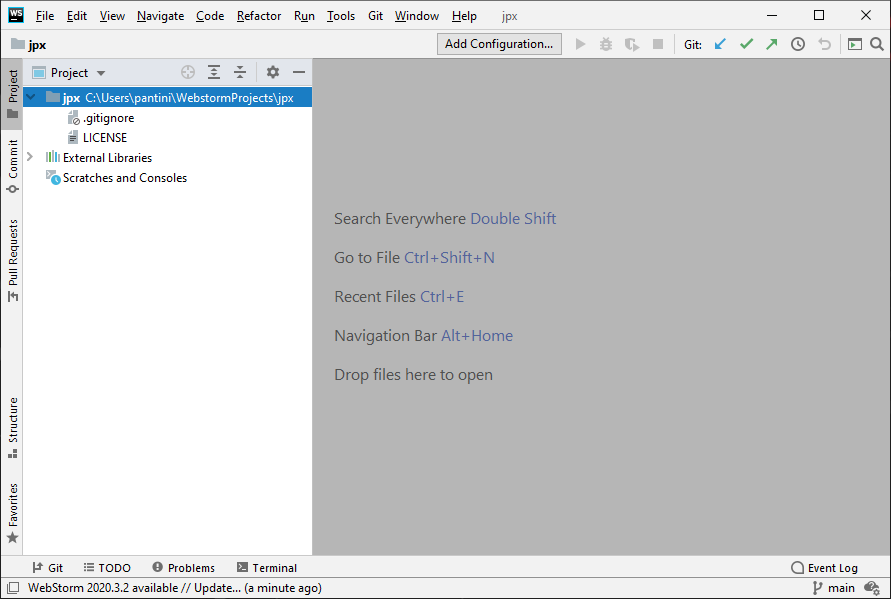 WS File Edit View Navigate Code Refactor Run Tools Git Window Help jpx
jpx Add Configuration... Git:
Project
Project
jpx C:\Users\pantini\WebstormProjects\jpx
.gitignore
LICENSE
External Libraries
Scratches and Consoles
Commit
Pull Requests
Structure
Favorites
Search Everywhere Double Shift
Go to File Ctrl+Shift+N
Recent Files Ctrl+E
Navigation Bar Alt+Home
Drop files here to open
Git TODO Problems Terminal Event Log
WebStorm 2020.3.2 available // Update... (a minute ago) main